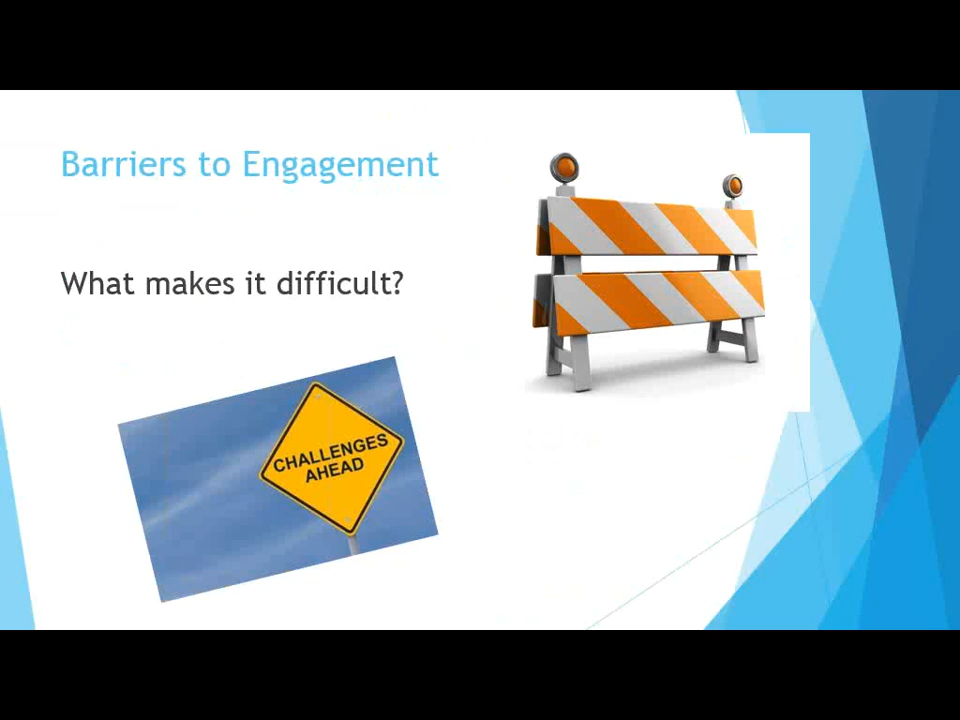 Barriers to Engagement
What makes it difficult?
CHALLENGES
AHEAD